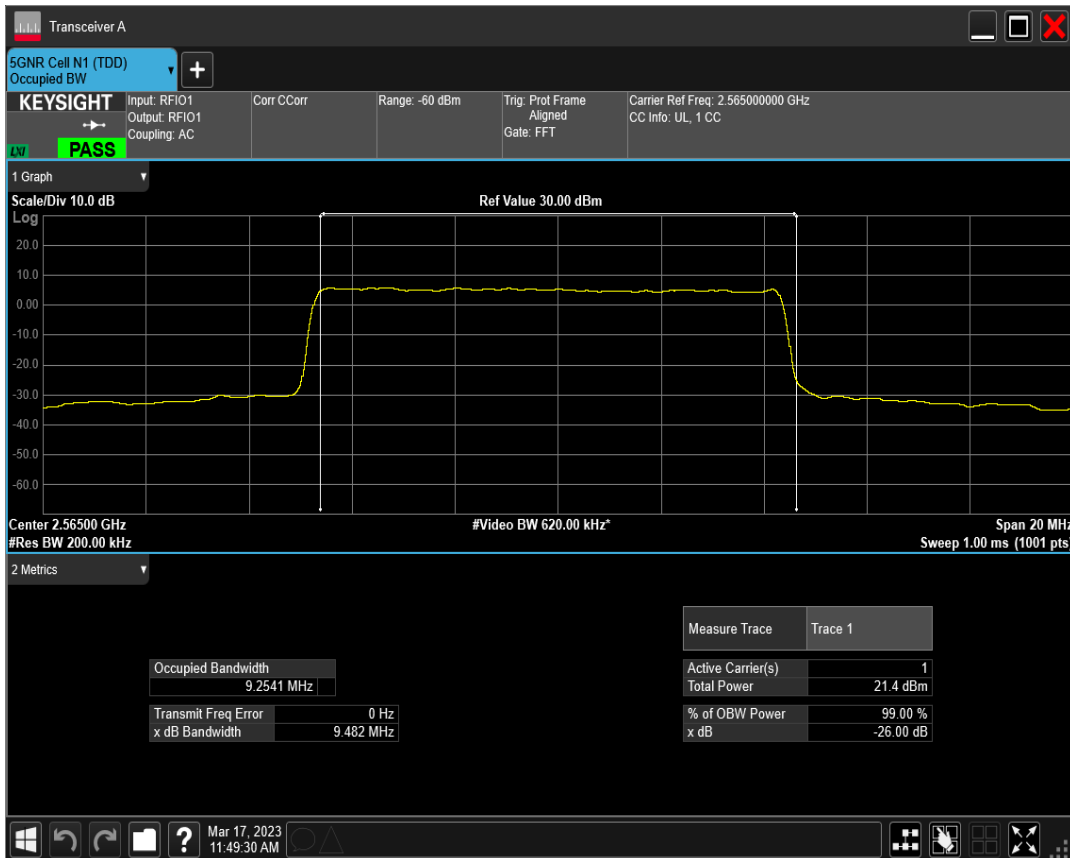 Transceiver A
5GNR Cell N1 (TDD)
Occupied BW
+
KEYSIGHT
LXI
PASS
Input: RFIO1
Output: RFIO1
Coupling: AC
Corr CCorr
Range: -60 dBm
Trig: Prot Frame
Aligned
Gate: FFT
Carrier Ref Freq: 2.565000000 GHz
CC Info: UL, 1 CC
1 Graph
Scale/Div 10.0 dB
Ref Value 30.00 dBm
Log
20.0
10.0
0.00
-10.0
-20.0
-30.0
-40.0
-50.0
-60.0
Center 2.56500 GHz
#Video BW 620.00 kHz*
Span 20 MHz
#Res BW 200.00 kHz
Sweep 1.00 ms (1001 pts)
2 Metrics
Measure Trace
Trace 1
Occupied Bandwidth
9.2541 MHz
Active Carrier(s) 1
Total Power 21.4 dBm
Transmit Freq Error 0 Hz
x dB Bandwidth 9.482 MHz
% of OBW Power 99.00 %
x dB -26.00 dB
?
Mar 17, 2023
11:49:30 AM